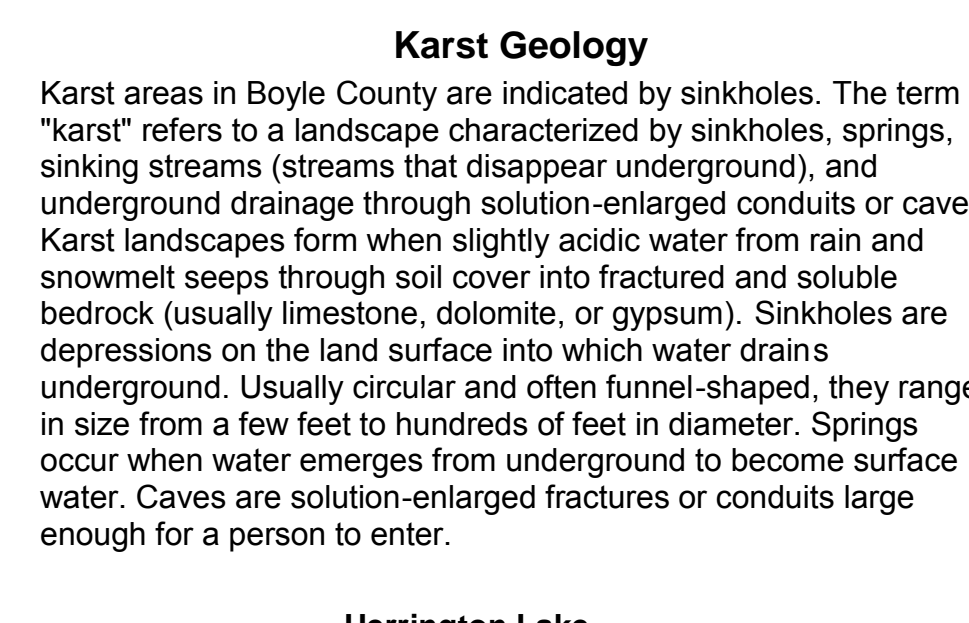 Karst Geology
Karst areas in Boyle County are indicated by sinkholes. The term
"karst" refers to a landscape characterized by sinkholes, springs,
sinking streams (streams that disappear underground), and
underground drainage through solution-enlarged conduits or cave
Karst landscapes form when slightly acidic water from rain and
snowmelt seeps through soil cover into fractured and soluble
bedrock (usually limestone, dolomite, or gypsum). Sinkholes are
depressions on the land surface into which water drains
underground. Usually circular and often funnel-shaped, they range
in size from a few feet to hundreds of feet in diameter. Springs
occur when water emerges from underground to become surface
water. Caves are solution-enlarged fractures or conduits large
enough for a person to enter.
Herrington Lake